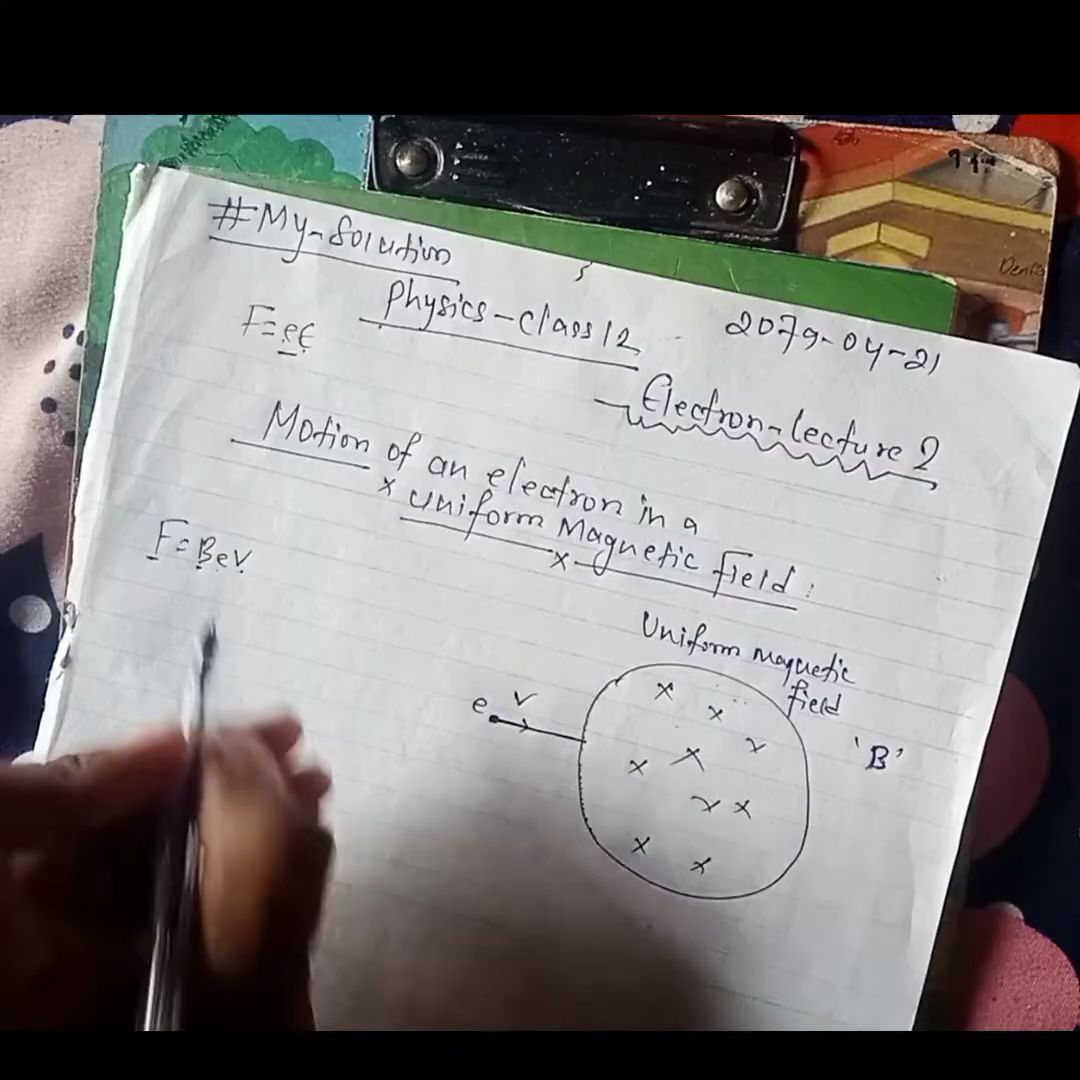 #My-Solution
Physics-class 12
2079-04-21
F=eE
Electron-lecture 2
Motion of an electron in a
x Uniform Magnetic field:
x
F=BeV
Uniform magnetic
field
e V
'B'
x x
x x x
x x x
x x